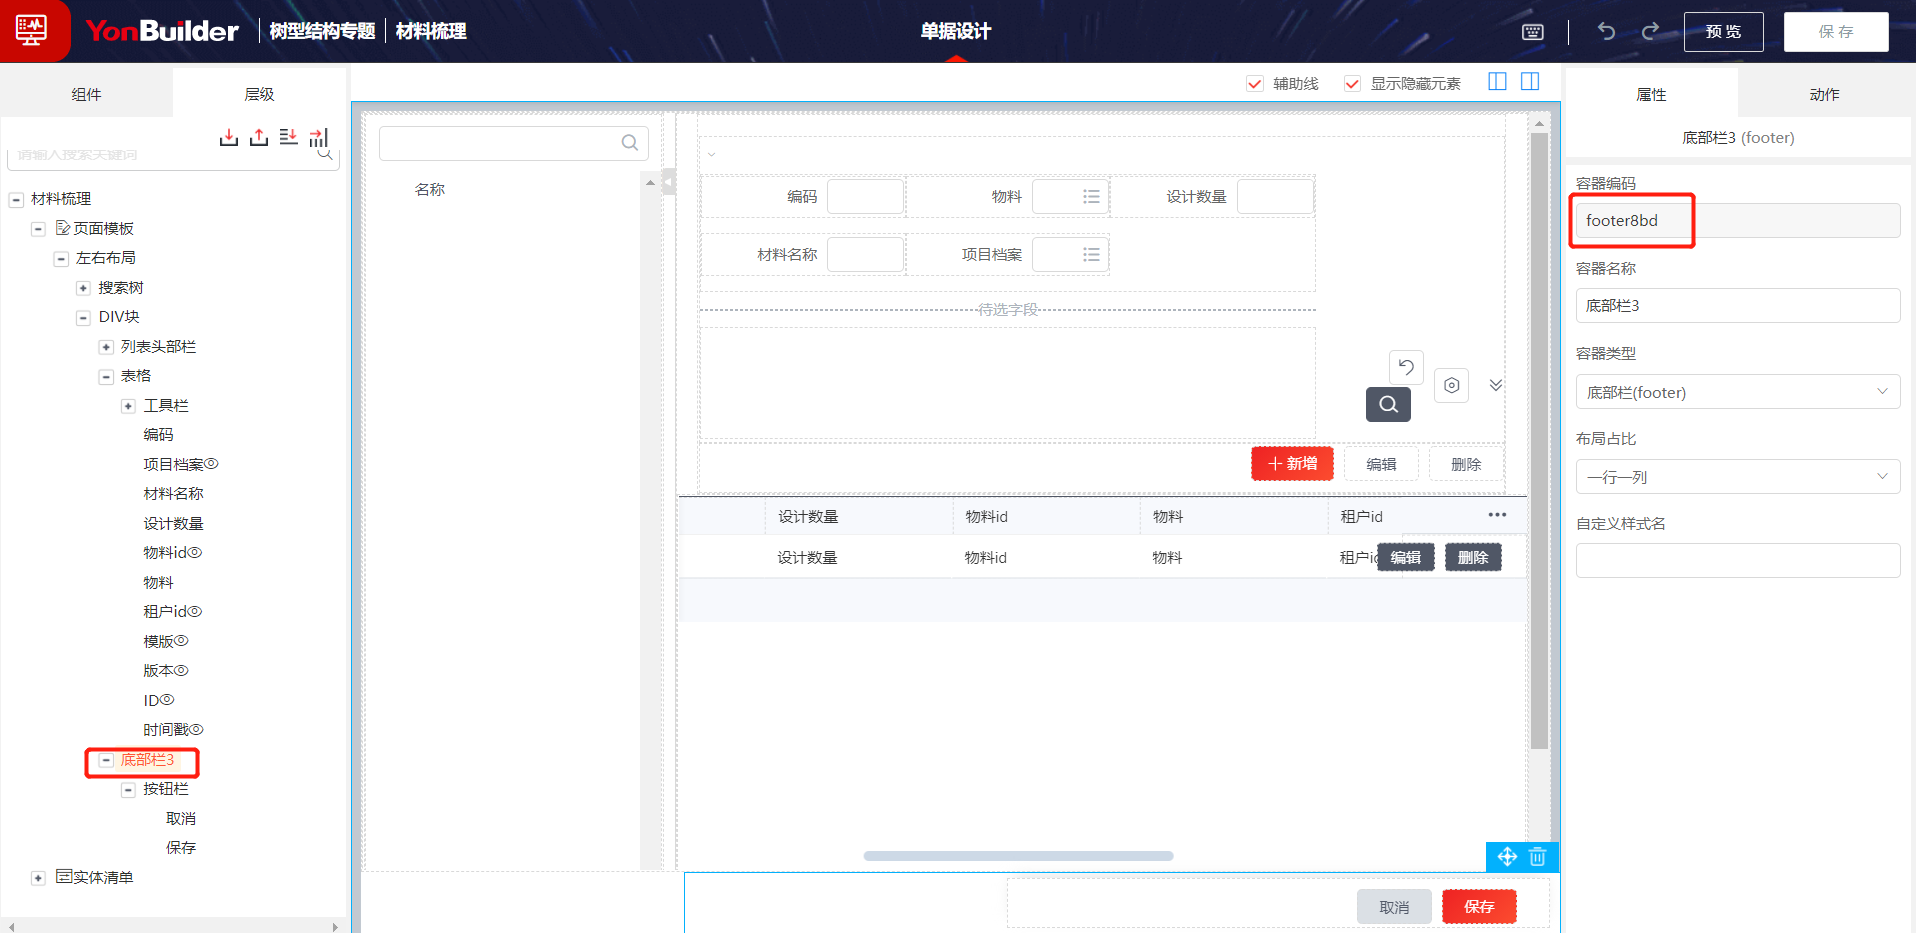 YonBuilder 树型结构专题 材料梳理
单据设计
预 览
保 存
组件
层级
请输入搜索关键词
材料梳理
页面模板
左右布局
搜索树
DIV块
列表头部栏
表格
工具栏
编码
项目档案
材料名称
设计数量
物料id
物料
租户id
模版
版本
ID
时间戳
底部栏3
按钮栏
取消
保存
实体清单
辅助线
显示隐藏元素
名称
编码
物料
设计数量
材料名称
项目档案
待选字段
新增
编辑
删除
设计数量 物料id 物料 租户id
设计数量 物料id 物料 租户id 编辑 删除
取消
保存
属性
动作
底部栏3 (footer)
容器编码
footer8bd
容器名称
底部栏3
容器类型
底部栏(footer)
布局占比
一行一列
自定义样式名